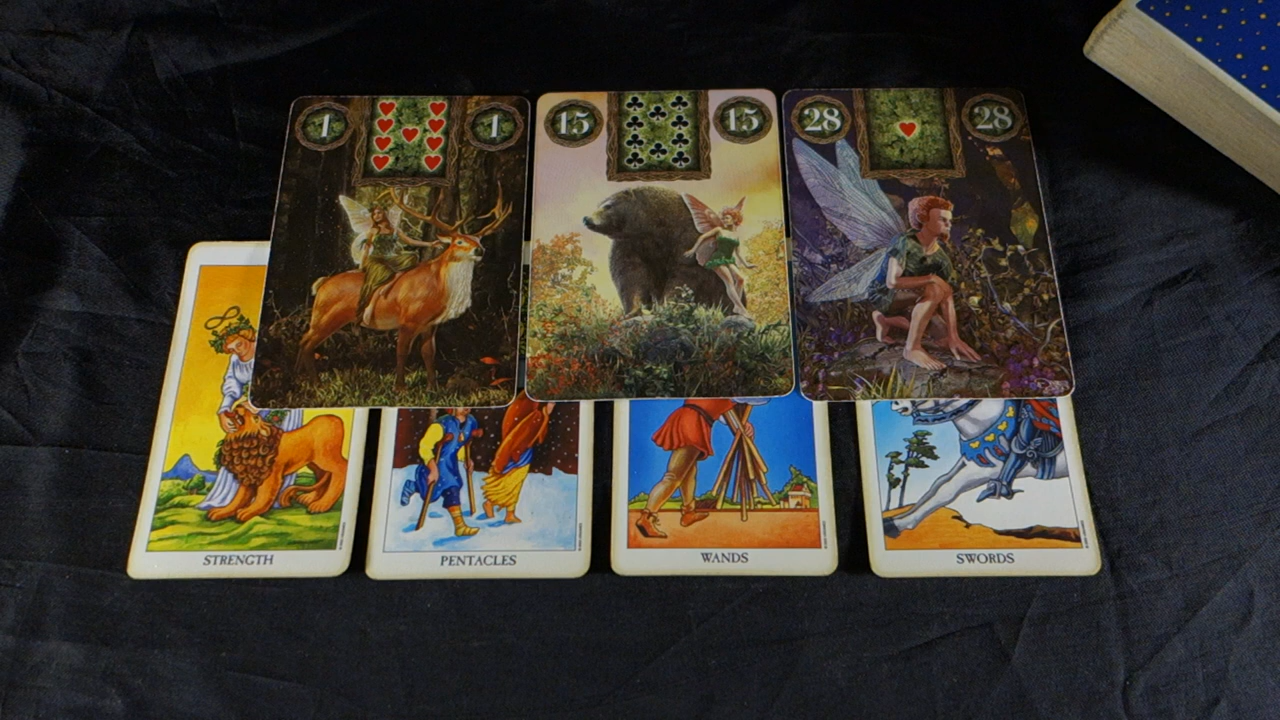 1 1
15 15
28 28
STRENGTH
PENTACLES
WANDS
SWORDS